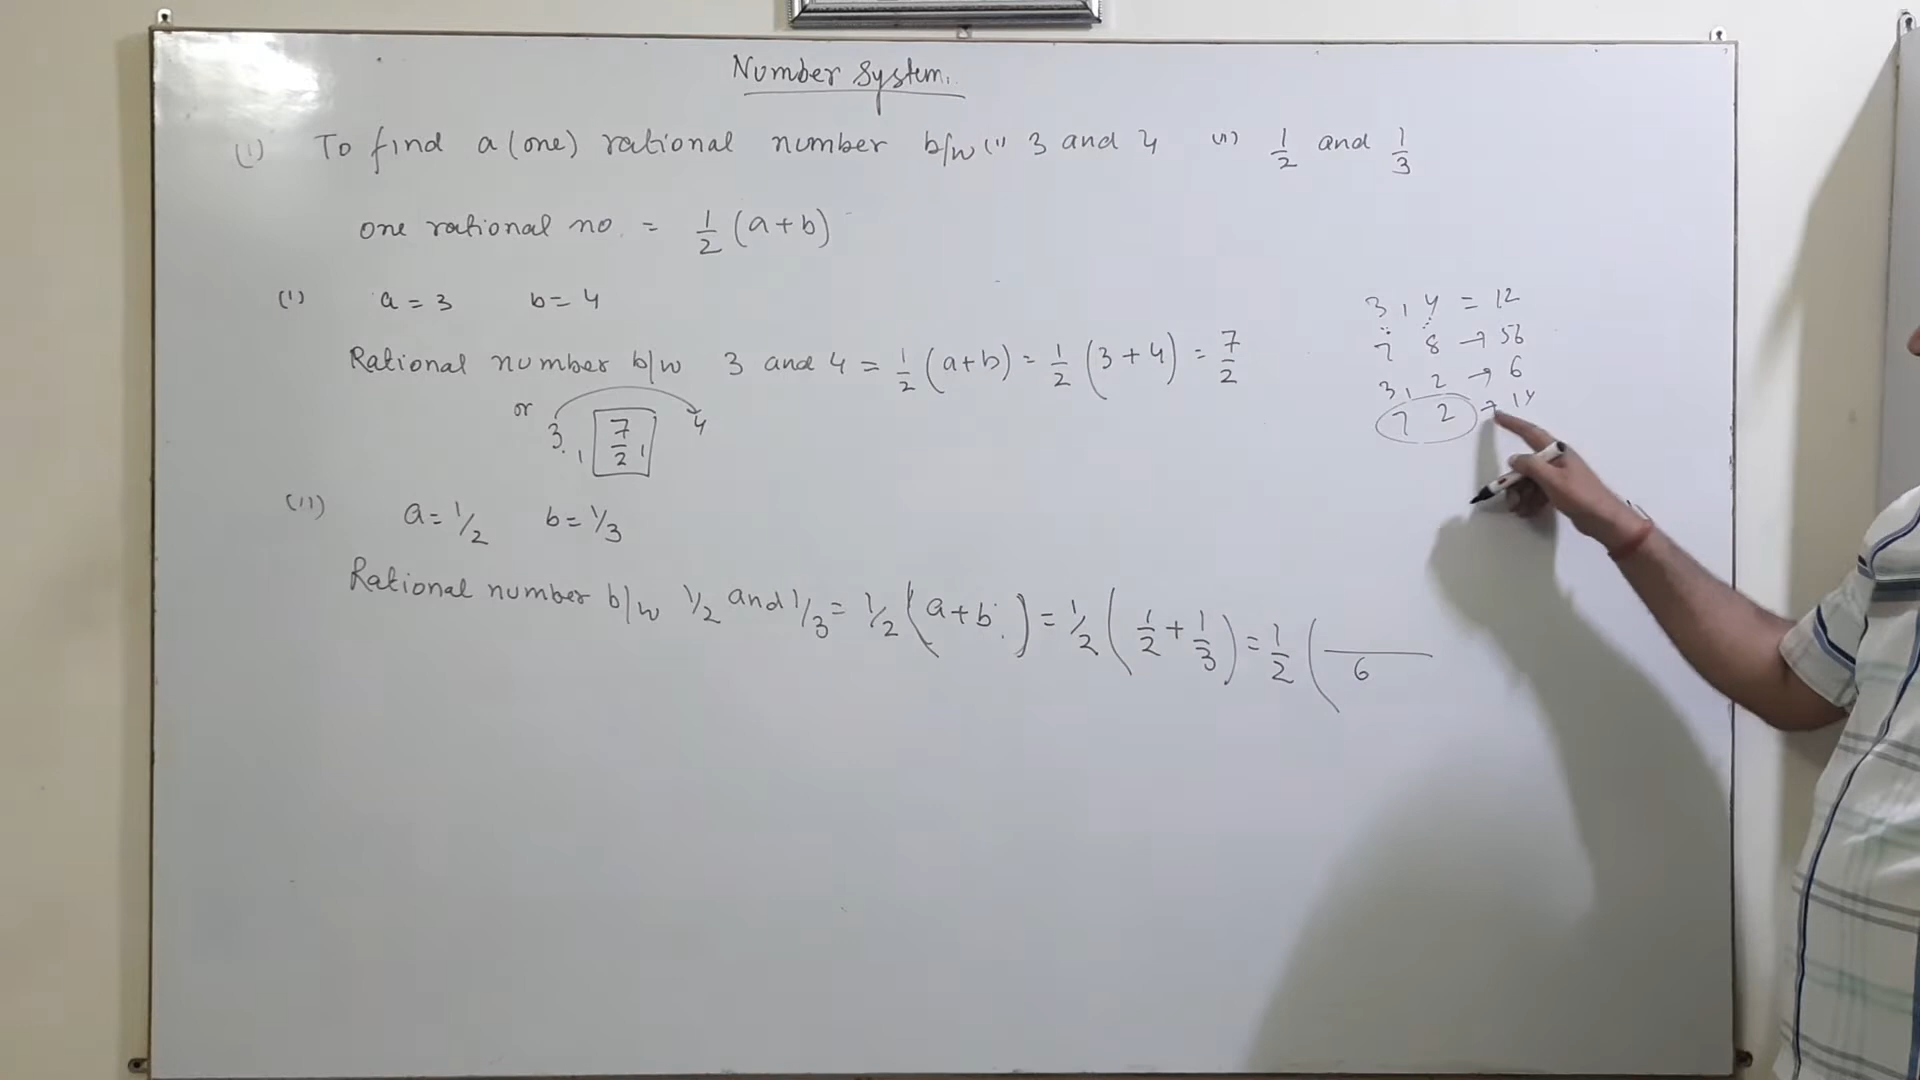 Number System.
(1) To find a (one) rational number b/w (i) 3 and 4 (ii) 1/2 and 1/3
one rational no. = 1/2 (a+b)
(i) a = 3 b = 4
Rational number b/w 3 and 4 = 1/2 (a+b) = 1/2 (3+4) = 7/2
or 3, 7/2, 4
(ii) a = 1/2 b = 1/3
Rational number b/w 1/2 and 1/3 = 1/2 (a+b) = 1/2 (1/2 + 1/3) = 1/2 ( /6
3, 4 = 12
7 8 → 56
3, 2 → 6
7 2 → 14